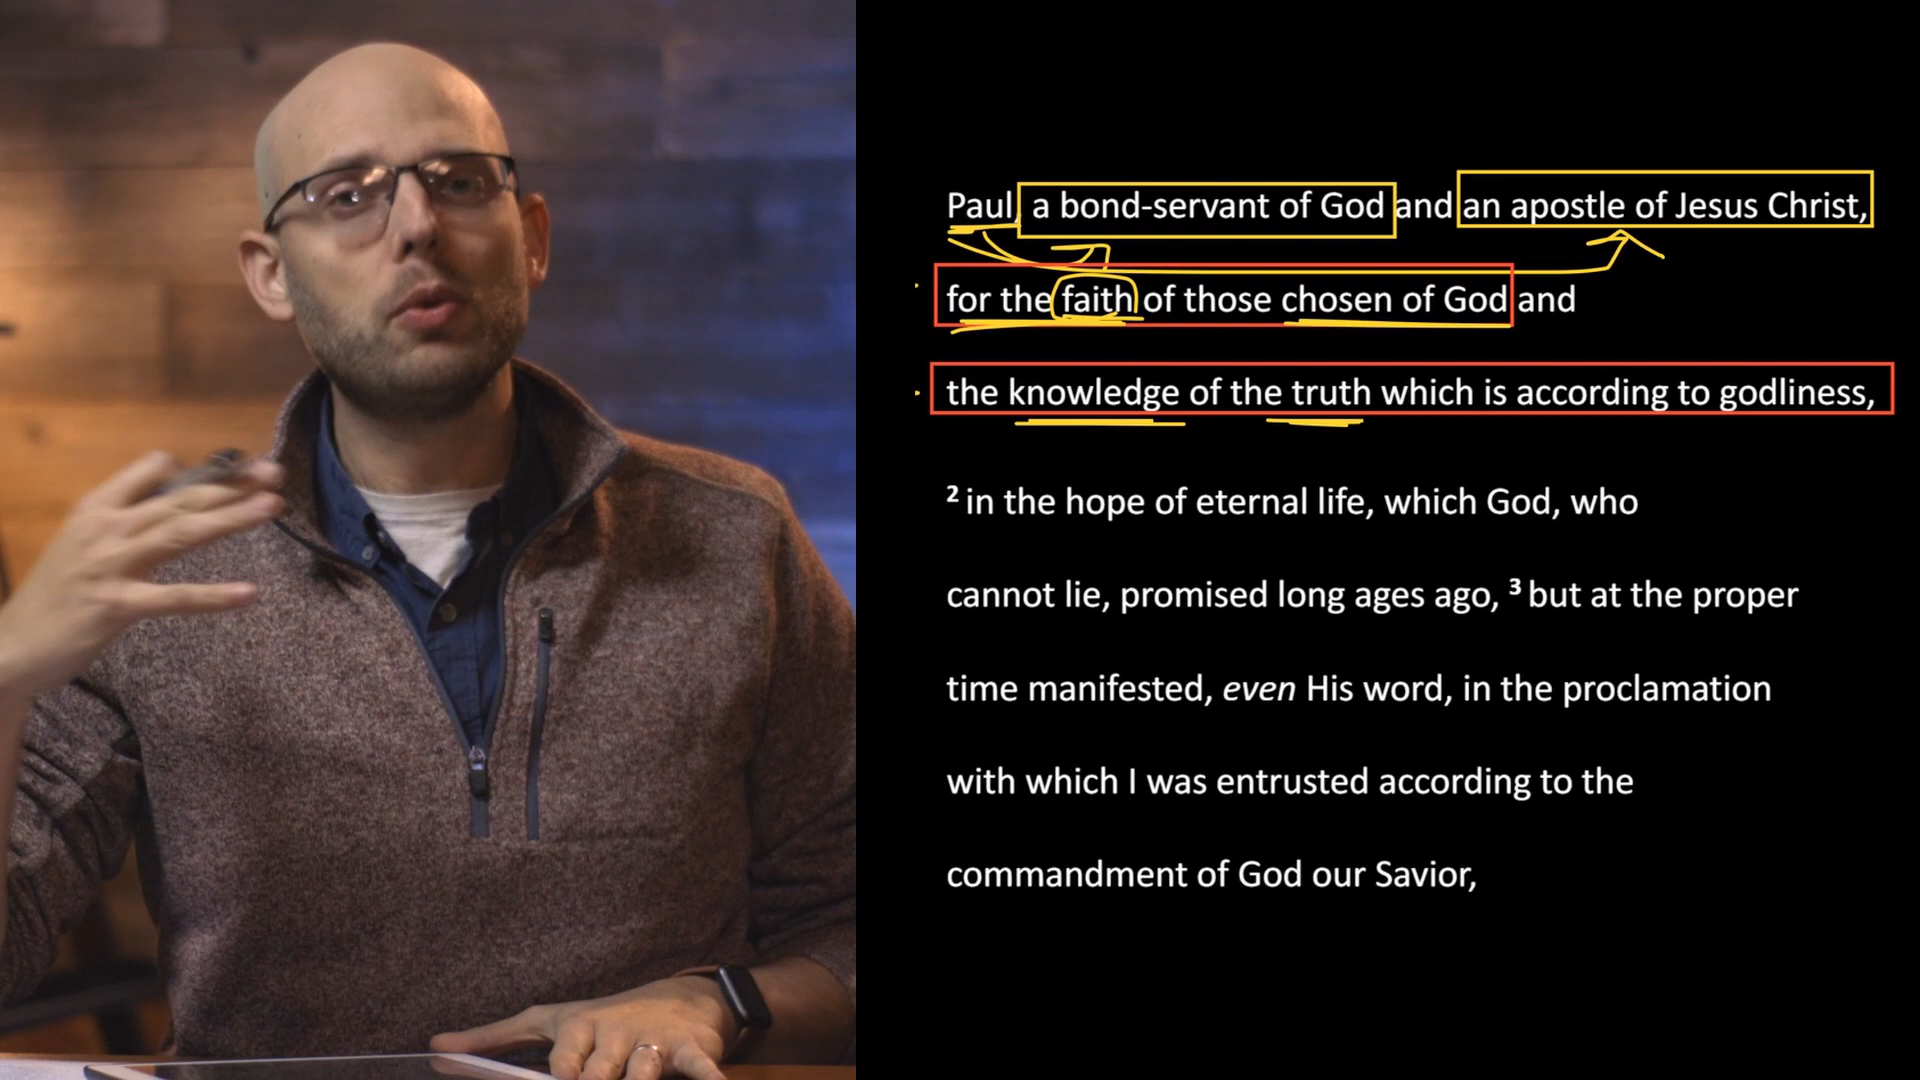 Paul, a bond-servant of God and an apostle of Jesus Christ,
for the faith of those chosen of God and
the knowledge of the truth which is according to godliness,
2 in the hope of eternal life, which God, who
cannot lie, promised long ages ago, 3 but at the proper
time manifested, even His word, in the proclamation
with which I was entrusted according to the
commandment of God our Savior,